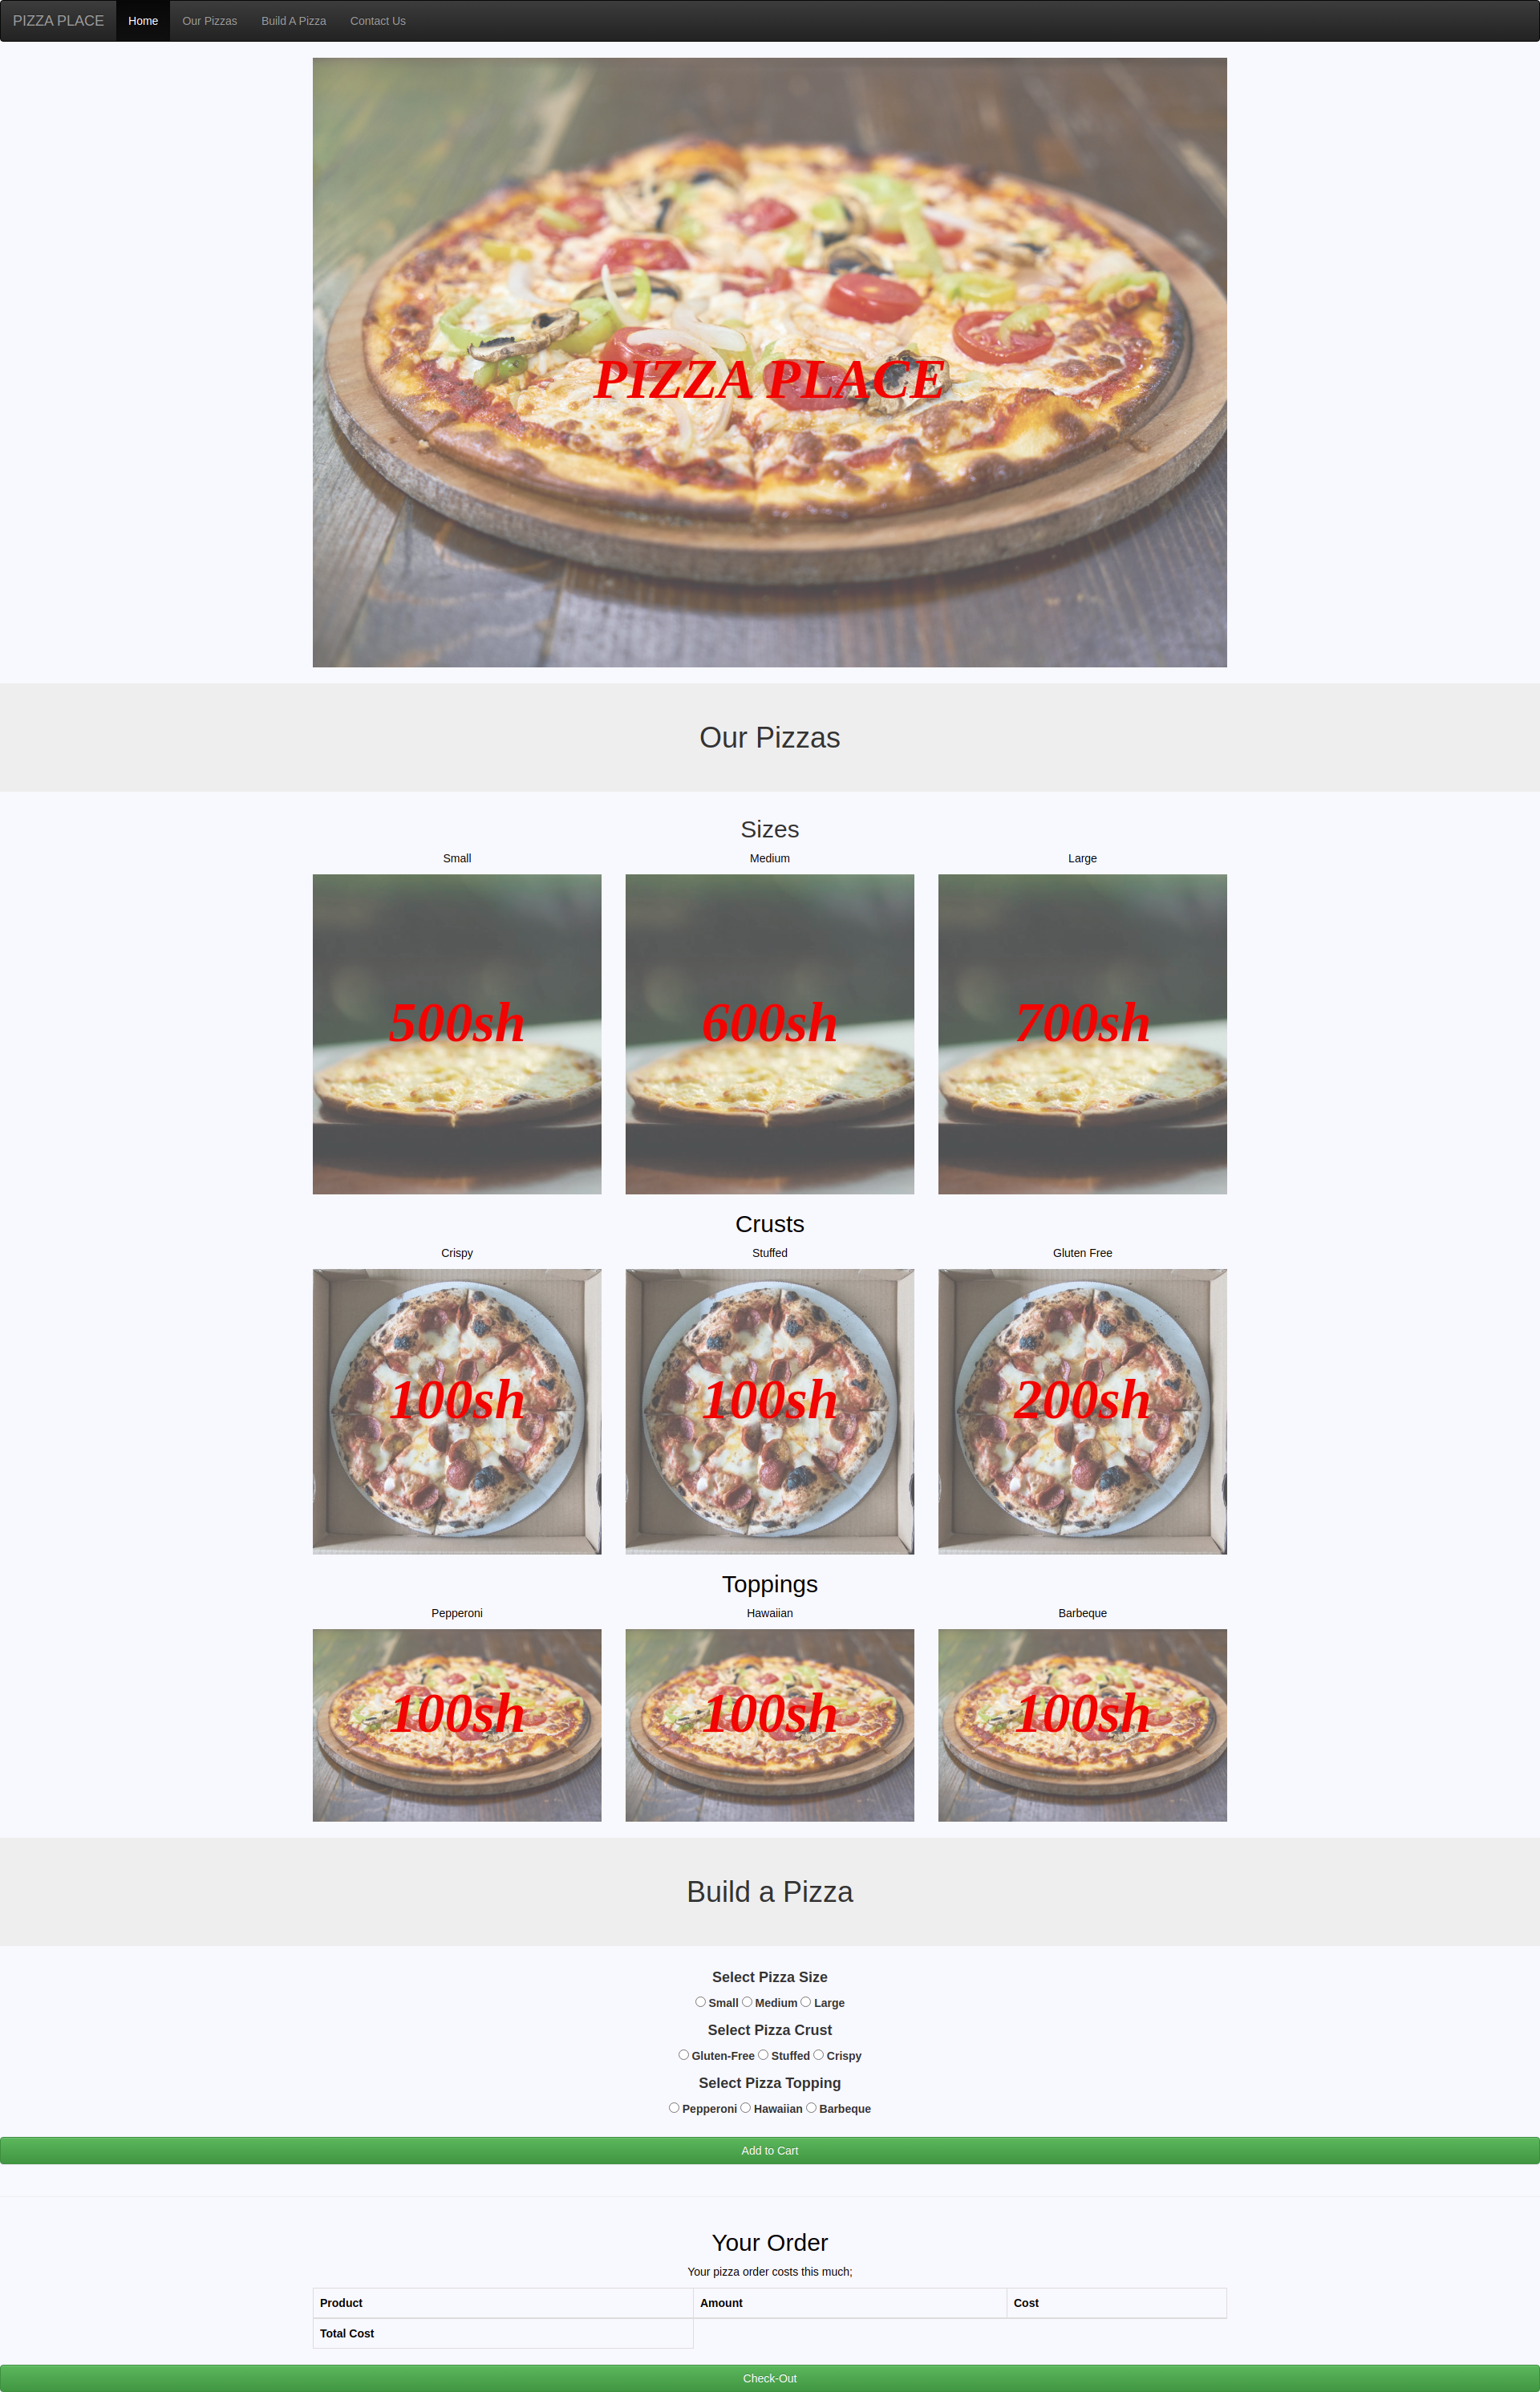 PIZZA PLACE Home Our Pizzas Build A Pizza Contact Us
PIZZA PLACE
Our Pizzas
Sizes
Small Medium Large
500sh 600sh 700sh
Crusts
Crispy Stuffed Gluten Free
100sh 100sh 200sh
Toppings
Pepperoni Hawaiian Barbeque
100sh 100sh 100sh
Build a Pizza
Select Pizza Size
Small Medium Large
Select Pizza Crust
Gluten-Free Stuffed Crispy
Select Pizza Topping
Pepperoni Hawaiian Barbeque
Add to Cart
Your Order
Your pizza order costs this much;
Product Amount Cost
Total Cost
Check-Out